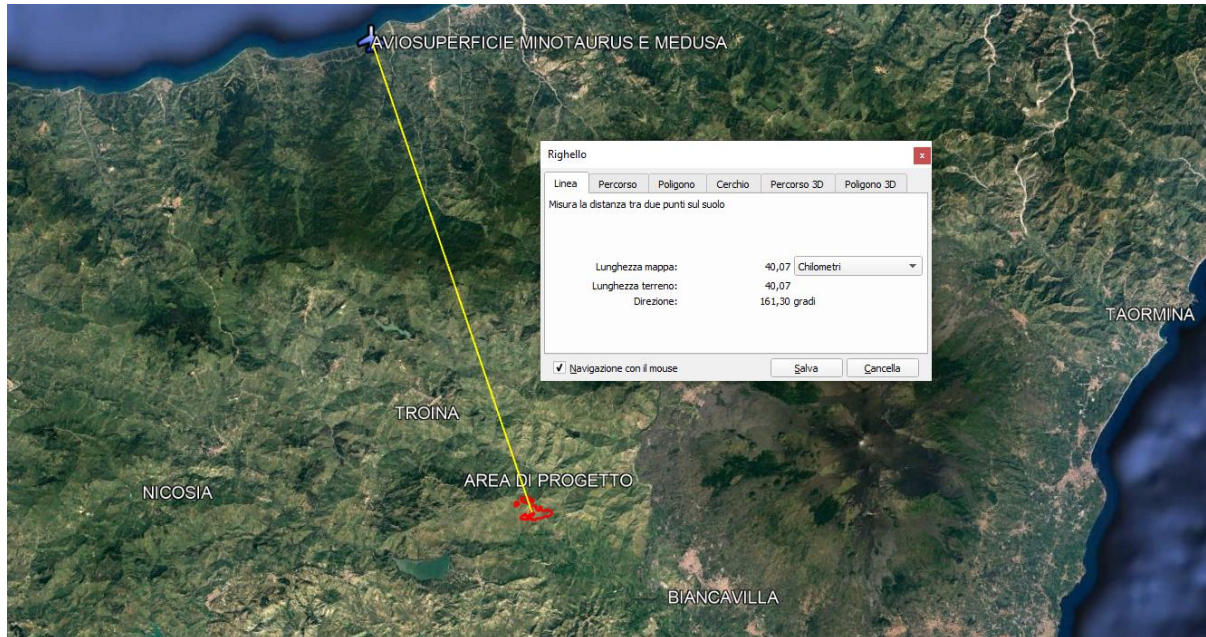 AVIOSUPERFICIE MINOTAURUS E MEDUSA
Righello
x
Linea Percorso Poligono Cerchio Percorso 3D Poligono 3D
Misura la distanza tra due punti sul suolo
Lunghezza mappa: 40,07 Chilometri
Lunghezza terreno: 40,07
Direzione: 161,30 gradi
Navigazione con il mouse Salva Cancella
TAORMINA
TROINA
AREA DI PROGETTO
NICOSIA
BIANCAVILLA